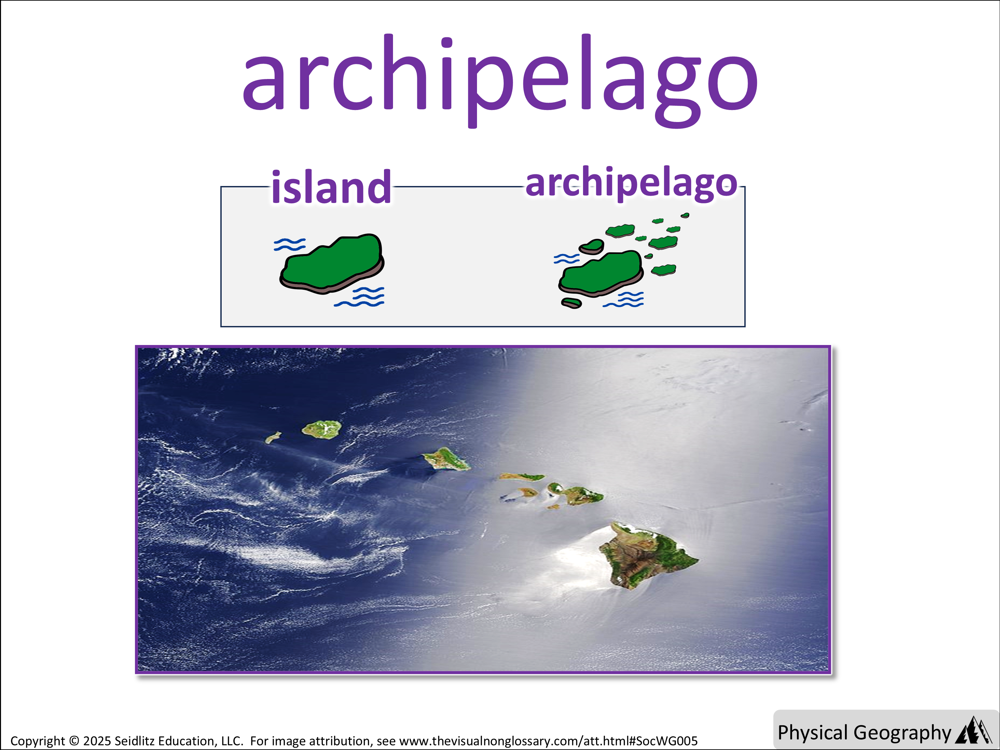 archipelago
island
archipelago
Physical Geography
Copyright © 2025 Seidlitz Education, LLC.  For image attribution, see www.thevisualnonglossary.com/att.html#SocWG005